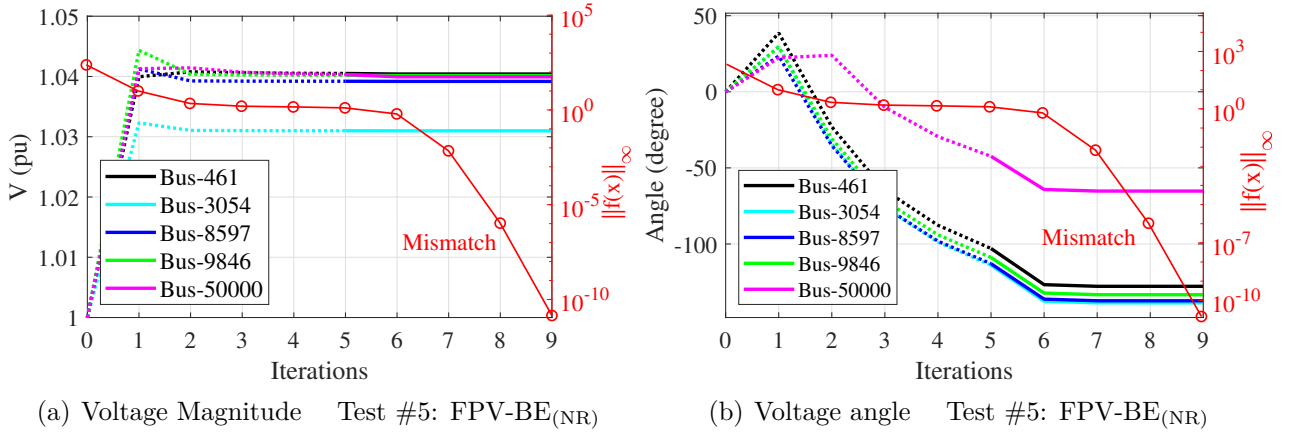 1.05
1.04
1.03
1.02
1.01
1
V (pu)
0 1 2 3 4 5 6 7 8 9
Iterations
10^5
10^0
10^-5
10^-10
||f(x)||_∞
Mismatch
Bus-461
Bus-3054
Bus-8597
Bus-9846
Bus-50000
(a) Voltage Magnitude Test #5: FPV-BE_(NR)
50
0
-50
-100
Angle (degree)
0 1 2 3 4 5 6 7 8 9
Iterations
10^4
10^0
10^-3
10^-7
10^-10
||f(x)||_∞
Mismatch
Bus-461
Bus-3054
Bus-8597
Bus-9846
Bus-50000
(b) Voltage angle Test #5: FPV-BE_(NR)